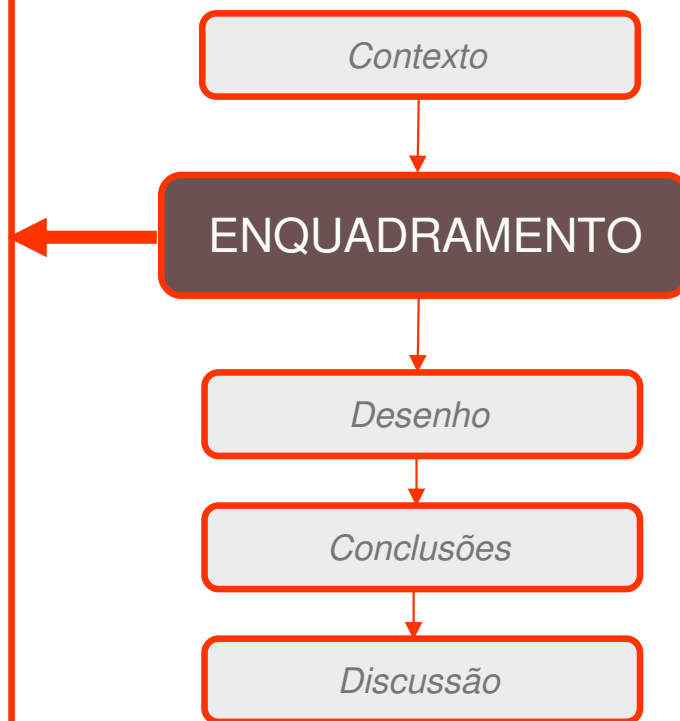 Contexto
ENQUADRAMENTO
Desenho
Conclusões
Discussão